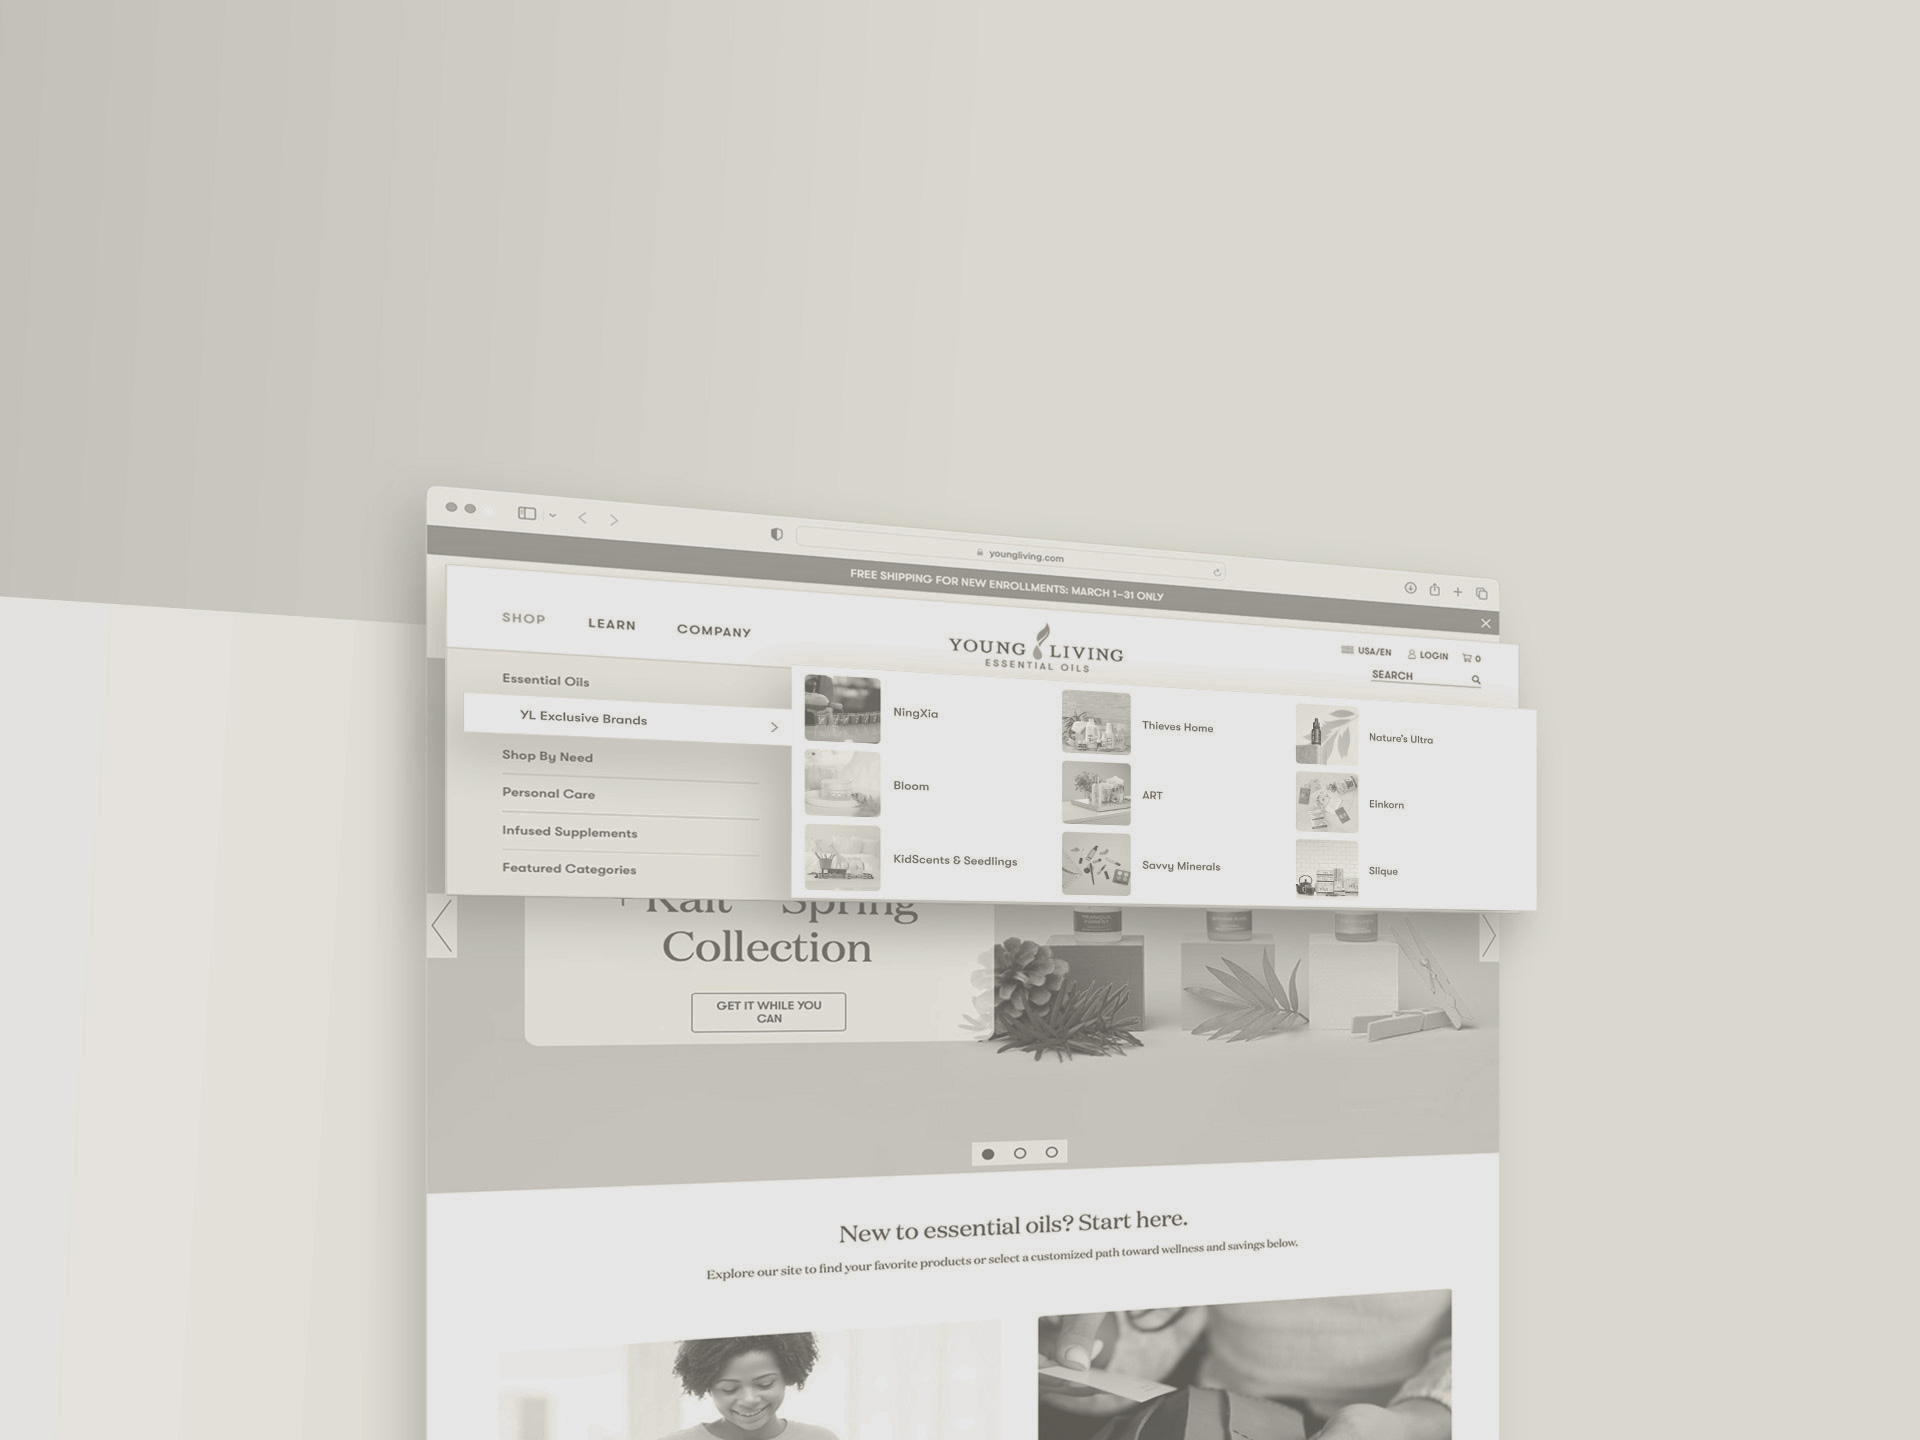 youngliving.com
FREE SHIPPING FOR NEW ENROLLMENTS: MARCH 1–31 ONLY
SHOP LEARN COMPANY
YOUNG LIVING
ESSENTIAL OILS
USA/EN LOGIN 0
SEARCH
Essential Oils
YL Exclusive Brands
Shop By Need
Personal Care
Infused Supplements
Featured Categories
NingXia
Thieves Home
Nature's Ultra
Bloom
ART
Einkorn
KidScents & Seedlings
Savvy Minerals
Slique
Spring
Collection
GET IT WHILE YOU
CAN
New to essential oils? Start here.
Explore our site to find your favorite products or select a customized path toward wellness and savings below.